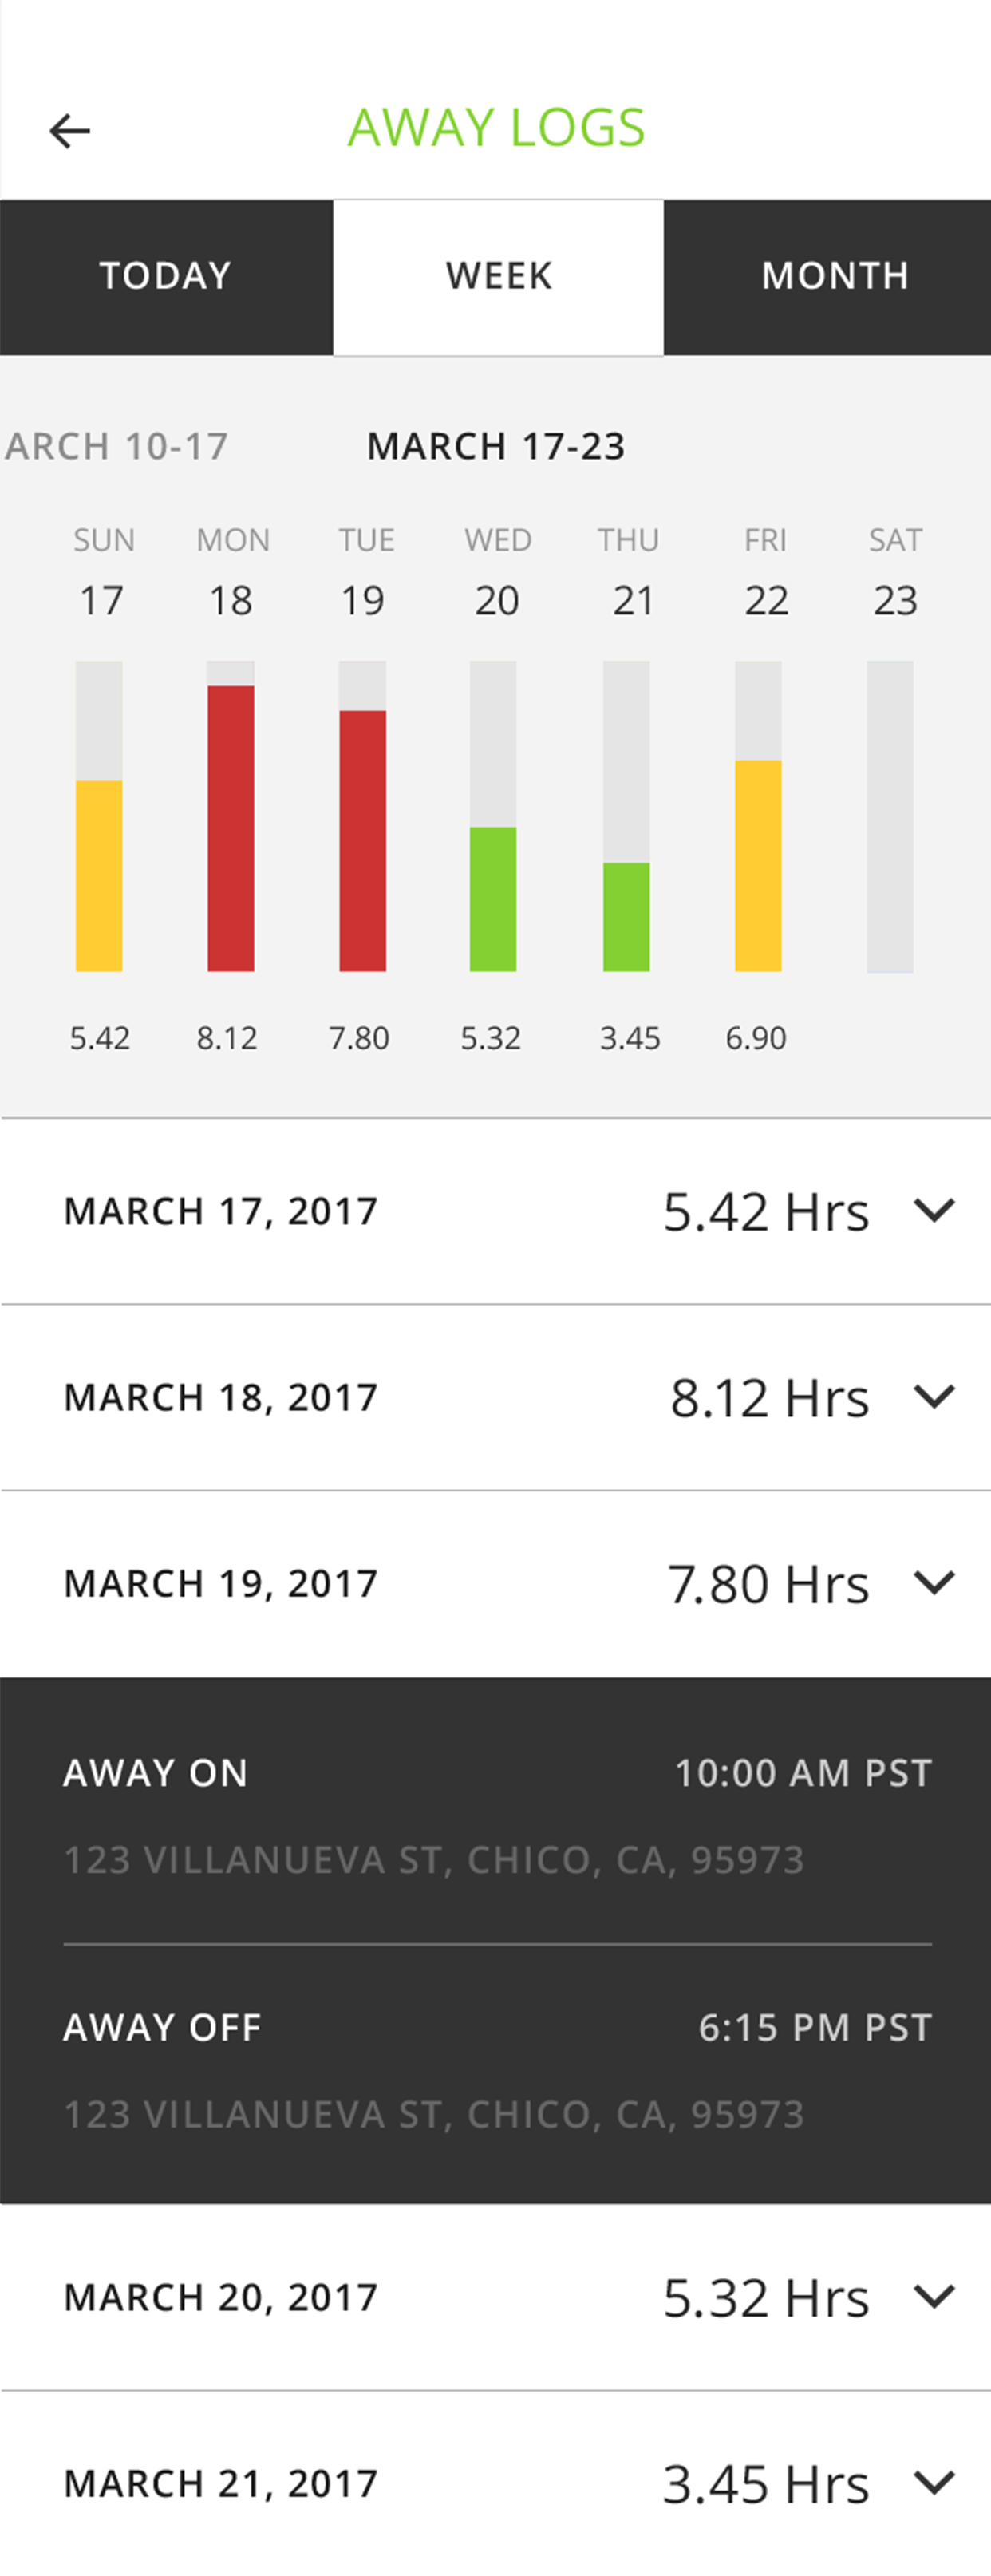 AWAY LOGS
TODAY WEEK MONTH
ARCH 10-17 MARCH 17-23
SUN MON TUE WED THU FRI SAT
17 18 19 20 21 22 23
5.42 8.12 7.80 5.32 3.45 6.90
MARCH 17, 2017 5.42 Hrs
MARCH 18, 2017 8.12 Hrs
MARCH 19, 2017 7.80 Hrs
AWAY ON 10:00 AM PST
123 VILLANUEVA ST, CHICO, CA, 95973
AWAY OFF 6:15 PM PST
123 VILLANUEVA ST, CHICO, CA, 95973
MARCH 20, 2017 5.32 Hrs
MARCH 21, 2017 3.45 Hrs